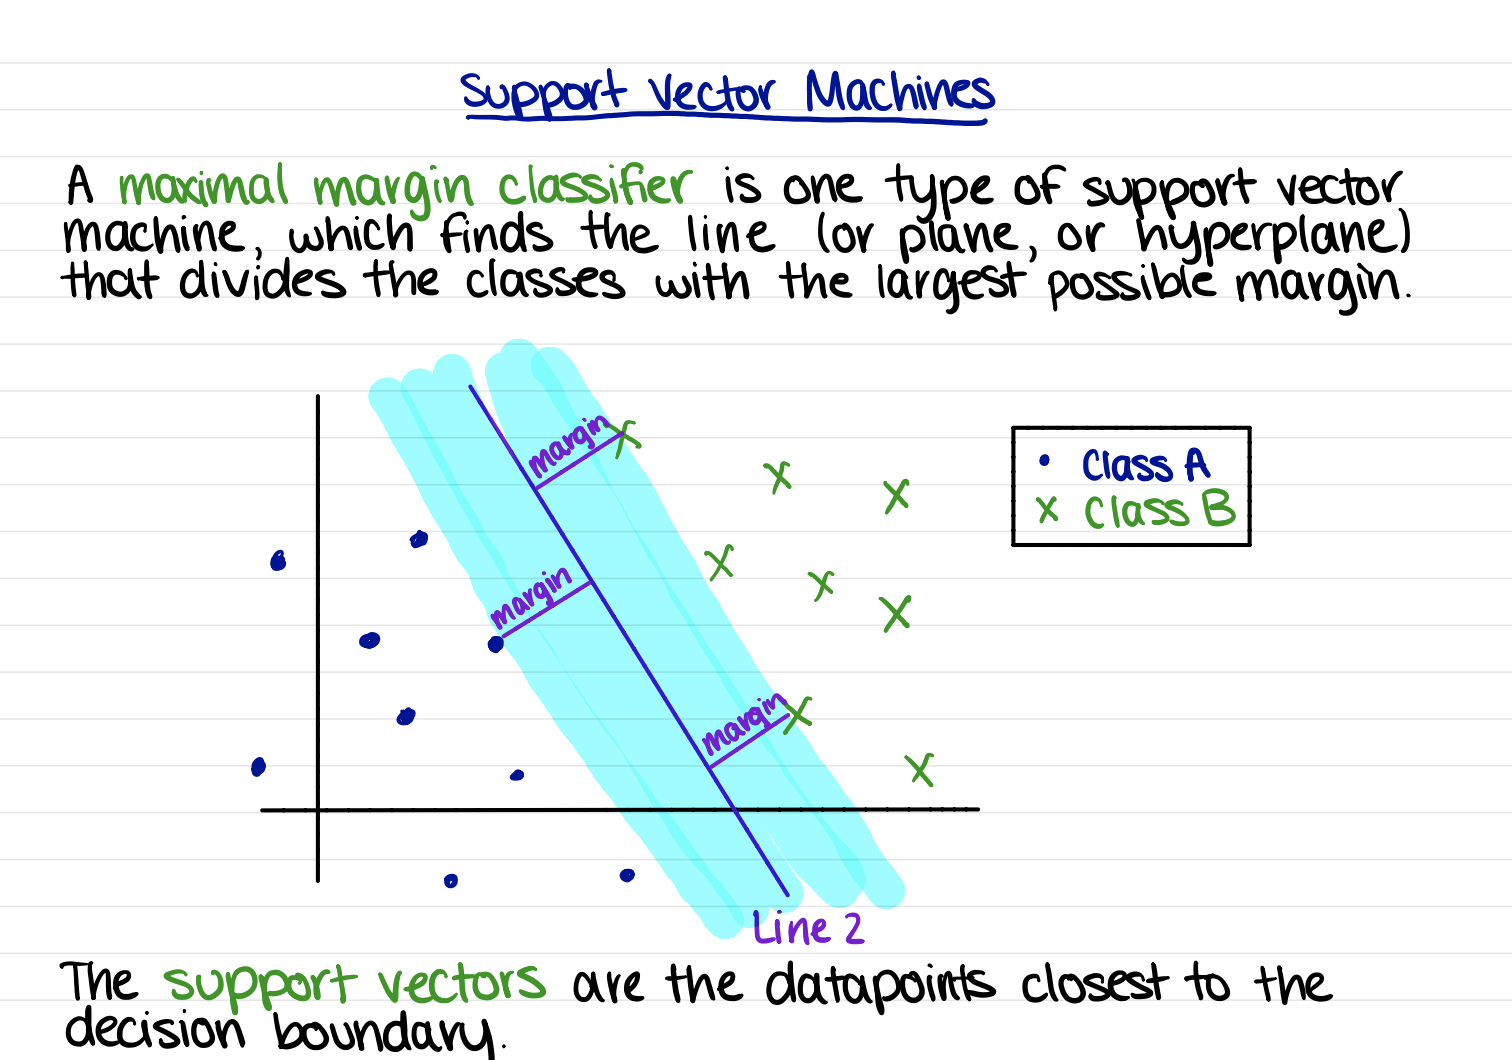 Support Vector Machines
A maximal margin classifier is one type of support vector
machine, which finds the line (or plane, or hyperplane)
that divides the classes with the largest possible margin.
margin
• Class A
x Class B
margin
margin
Line 2
The support vectors are the datapoints closest to the
decision boundary.